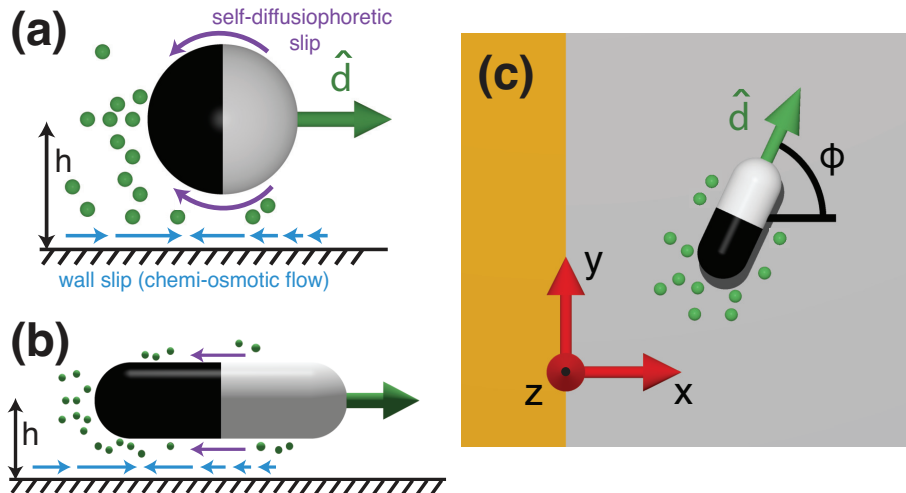 (a)
self-diffusiophoretic
slip
d̂
h
wall slip (chemi-osmotic flow)
(b)
h
(c)
d̂
ϕ
y
z
x